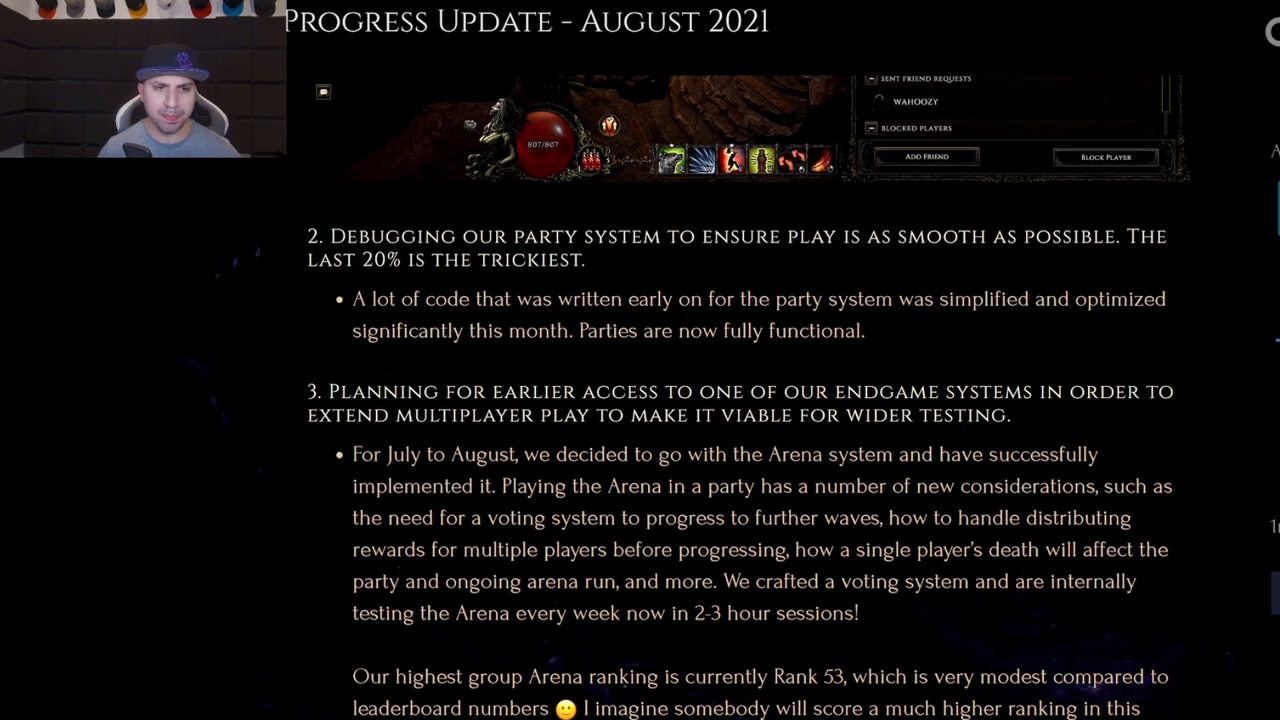 Progress Update - August 2021
SENT FRIEND REQUESTS
WAHOOZY
BLOCKED PLAYERS
807/807
ADD FRIEND
BLOCK PLAYER
2. Debugging our party system to ensure play is as smooth as possible. The
last 20% is the trickiest.
• A lot of code that was written early on for the party system was simplified and optimized
significantly this month. Parties are now fully functional.
3. Planning for earlier access to one of our endgame systems in order to
extend multiplayer play to make it viable for wider testing.
• For July to August, we decided to go with the Arena system and have successfully
implemented it. Playing the Arena in a party has a number of new considerations, such as
the need for a voting system to progress to further waves, how to handle distributing
rewards for multiple players before progressing, how a single player's death will affect the
party and ongoing arena run, and more. We crafted a voting system and are internally
testing the Arena every week now in 2-3 hour sessions!
Our highest group Arena ranking is currently Rank 53, which is very modest compared to
leaderboard numbers 🙂 I imagine somebody will score a much higher ranking in this